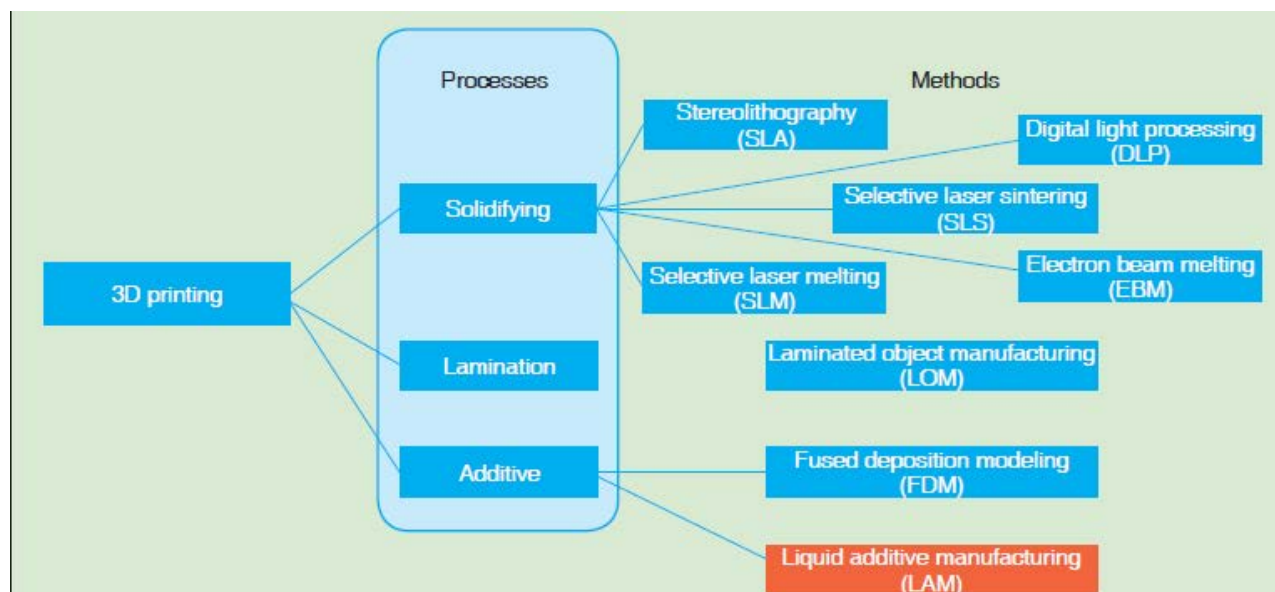 Processes
Methods
Stereolithography
(SLA)
Digital light processing
(DLP)
Solidifying
Selective laser sintering
(SLS)
Electron beam melting
(EBM)
Selective laser melting
(SLM)
3D printing
Lamination
Laminated object manufacturing
(LOM)
Additive
Fused deposition modeling
(FDM)
Liquid additive manufacturing
(LAM)